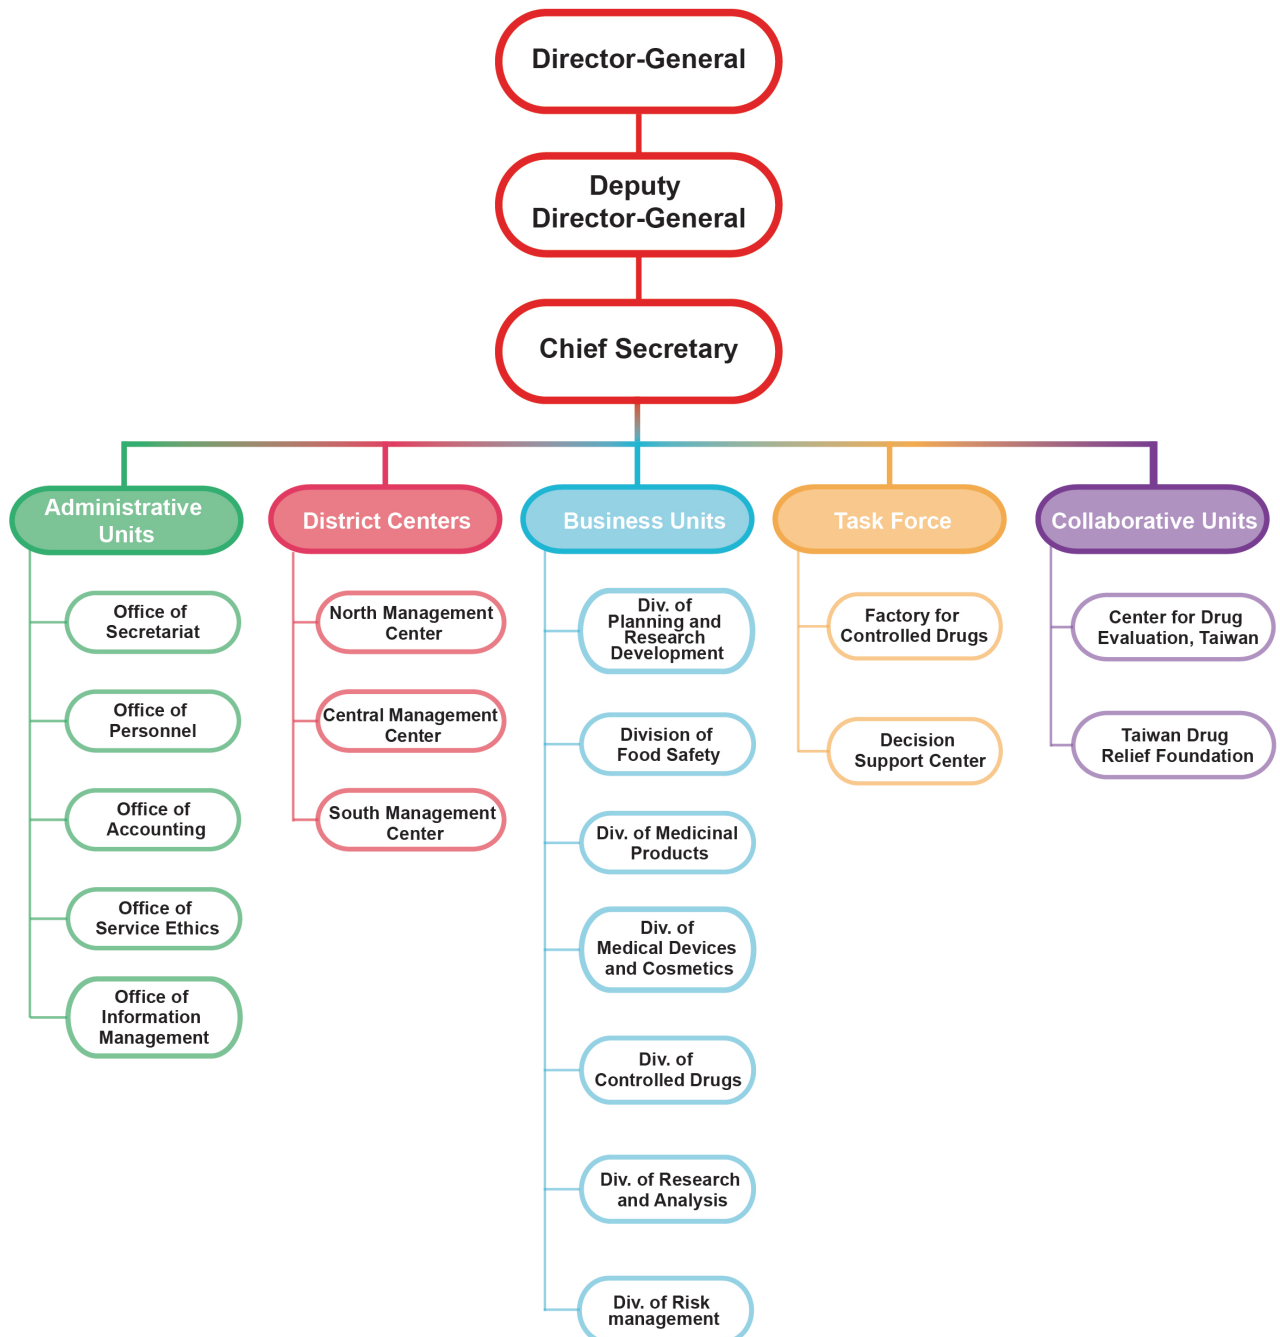 Director-General
Deputy
Director-General
Chief Secretary
Administrative
Units
Office of
Secretariat
Office of
Personnel
Office of
Accounting
Office of
Service Ethics
Office of
Information
Management
District Centers
North Management
Center
Central Management
Center
South Management
Center
Business Units
Div. of
Planning and
Research
Development
Division of
Food Safety
Div. of Medicinal
Products
Div. of
Medical Devices
and Cosmetics
Div. of
Controlled Drugs
Div. of Research
and Analysis
Div. of Risk
management
Task Force
Factory for
Controlled Drugs
Decision
Support Center
Collaborative Units
Center for Drug
Evaluation, Taiwan
Taiwan Drug
Relief Foundation